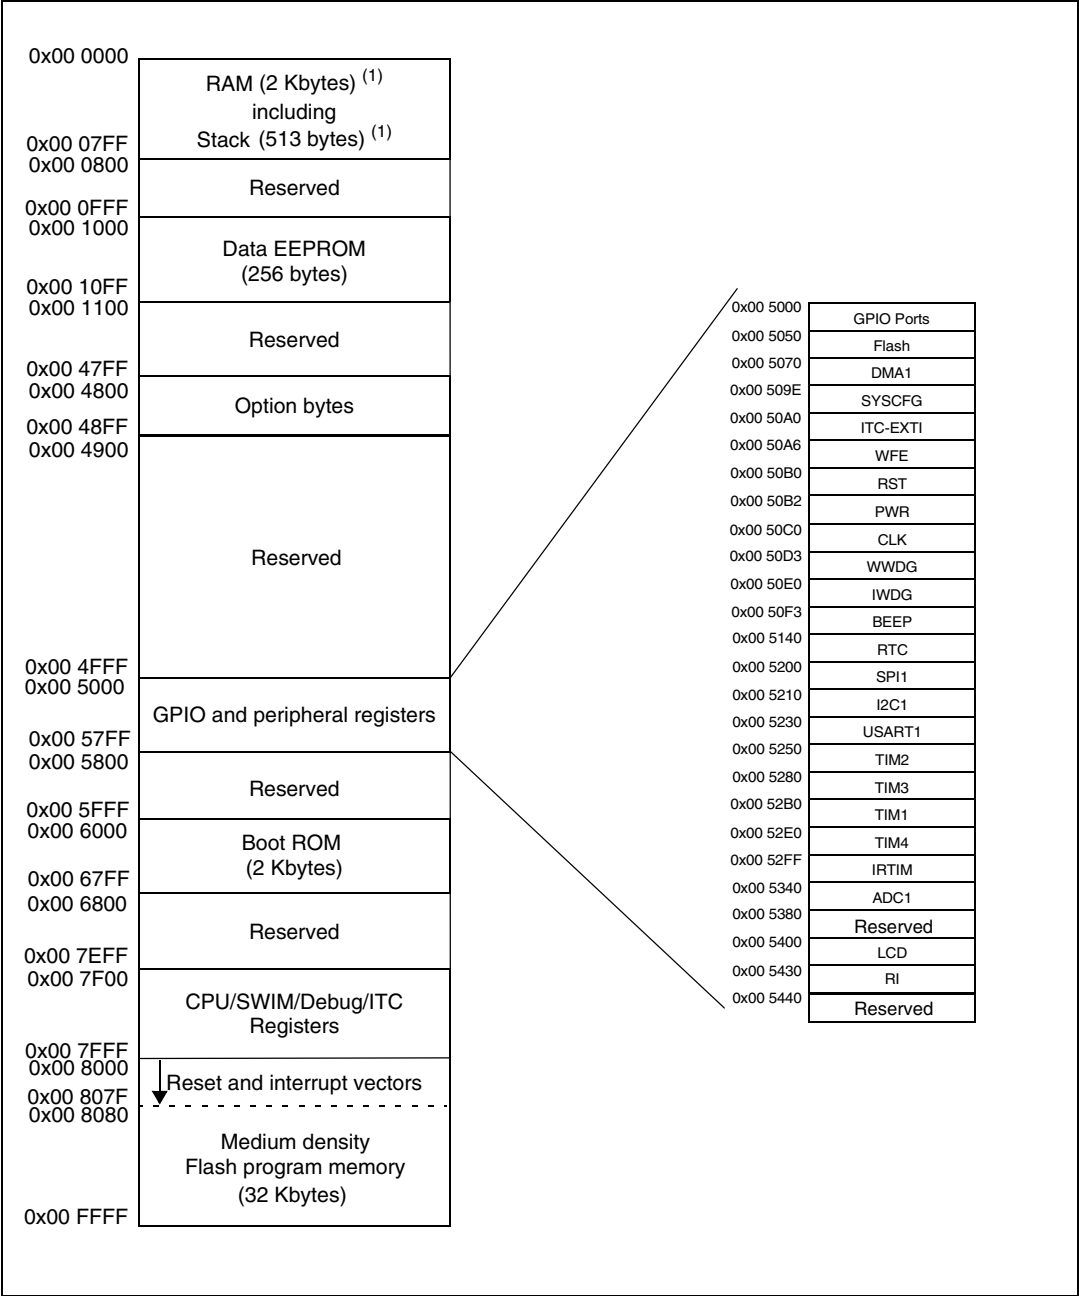 0x00 0000
RAM (2 Kbytes) (1)
including
Stack (513 bytes) (1)
0x00 07FF
0x00 0800
Reserved
0x00 0FFF
0x00 1000
Data EEPROM
(256 bytes)
0x00 10FF
0x00 1100
Reserved
0x00 47FF
0x00 4800
Option bytes
0x00 48FF
0x00 4900
Reserved
0x00 4FFF
0x00 5000
GPIO and peripheral registers
0x00 57FF
0x00 5800
Reserved
0x00 5FFF
0x00 6000
Boot ROM
(2 Kbytes)
0x00 67FF
0x00 6800
Reserved
0x00 7EFF
0x00 7F00
CPU/SWIM/Debug/ITC
Registers
0x00 7FFF
0x00 8000
Reset and interrupt vectors
0x00 807F
0x00 8080
Medium density
Flash program memory
(32 Kbytes)
0x00 FFFF
0x00 5000
GPIO Ports
0x00 5050
Flash
0x00 5070
DMA1
0x00 509E
SYSCFG
0x00 50A0
ITC-EXTI
0x00 50A6
WFE
0x00 50B0
RST
0x00 50B2
PWR
0x00 50C0
CLK
0x00 50D3
WWDG
0x00 50E0
IWDG
0x00 50F3
BEEP
0x00 5140
RTC
0x00 5200
SPI1
0x00 5210
I2C1
0x00 5230
USART1
0x00 5250
TIM2
0x00 5280
TIM3
0x00 52B0
TIM1
0x00 52E0
TIM4
0x00 52FF
IRTIM
0x00 5340
ADC1
0x00 5380
Reserved
0x00 5400
LCD
0x00 5430
RI
0x00 5440
Reserved